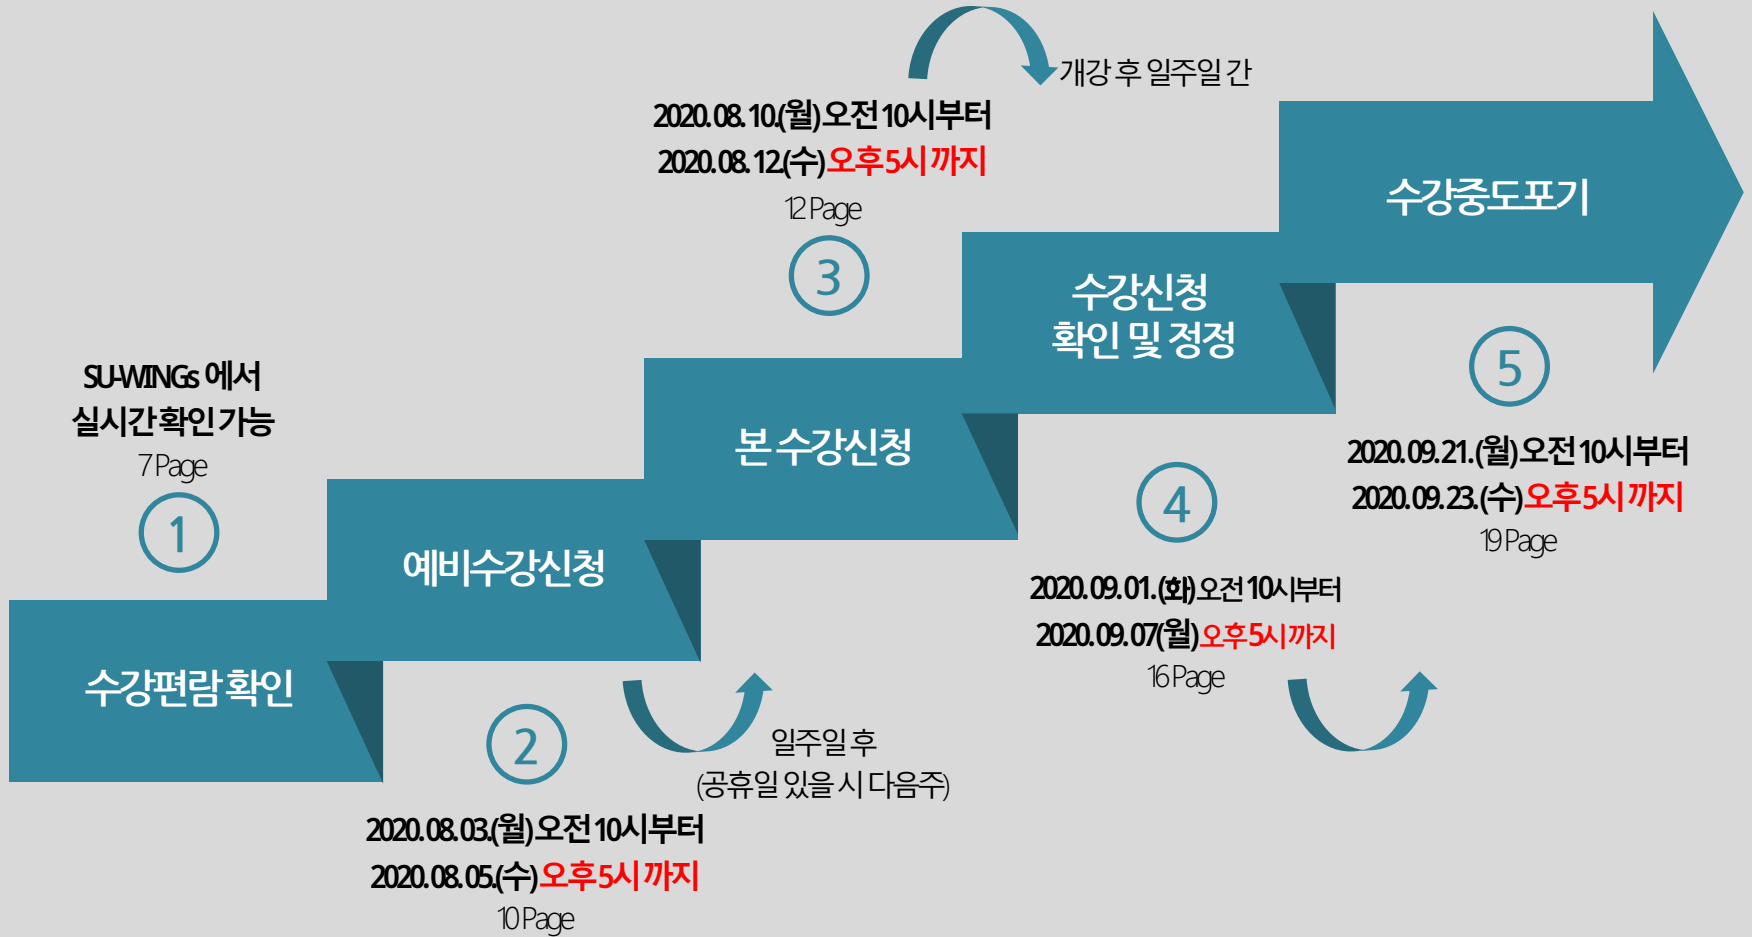 SU-WINGs 에서
실시간 확인 가능
7 Page
1
수강편람 확인
예비수강신청
2
2020.08.03.(월) 오전 10시부터
2020.08.05.(수) 오후 5시 까지
10 Page
일주일 후
(공휴일 있을 시 다음주)
2020.08.10.(월) 오전 10시부터
2020.08.12.(수) 오후 5시 까지
12 Page
3
본 수강신청
개강 후 일주일 간
수강신청
확인 및 정정
4
2020.09.01.(화) 오전 10시부터
2020.09.07(월) 오후 5시 까지
16 Page
수강중도포기
5
2020.09.21.(월) 오전 10시부터
2020.09.23.(수) 오후 5시 까지
19 Page